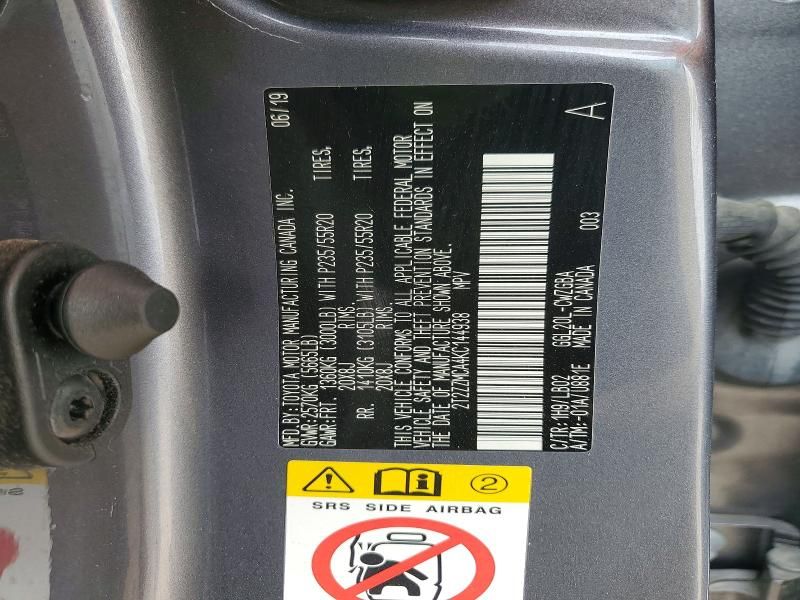 MFD.BY: TOYOTA MOTOR MANUFACTURING CANADA INC. 06/19
GVWR:2570KG (5665LB)
GAWR:FRT. 1360KG (3000LB) WITH P235/55R20 TIRES,
20X8J RIMS
RR. 1410KG (3105LB) WITH P235/55R20 TIRES,
20X8J RIMS
THIS VEHICLE CONFORMS TO ALL APPLICABLE FEDERAL MOTOR
VEHICLE SAFETY AND THEFT PREVENTION STANDARDS IN EFFECT ON
THE DATE OF MANUFACTURE SHOWN ABOVE.
2T2ZZMCA4KC144938 MPV
C/TR:1H9/LB02 GGL20L-CWZGBA 003 A
A/TM:-01A/U881E MADE IN CANADA
2
SRS SIDE AIRBAG